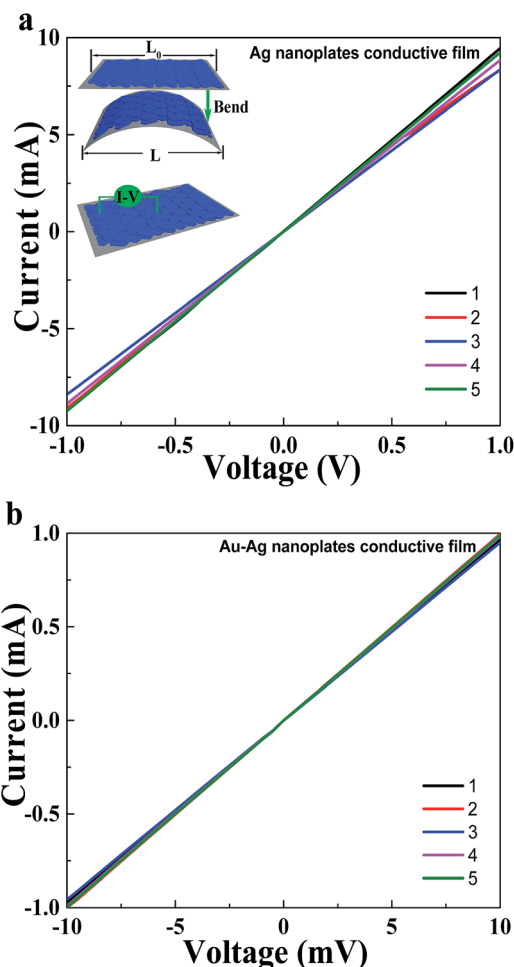 a
Ag nanoplates conductive film
L0
Bend
L
I-V
1
2
3
4
5
10
5
0
-5
-10
-1.0 -0.5 0.0 0.5 1.0
Current (mA)
Voltage (V)
b
Au-Ag nanoplates conductive film
1
2
3
4
5
1.0
0.5
0.0
-0.5
-1.0
-10 -5 0 5 10
Current (mA)
Voltage (mV)